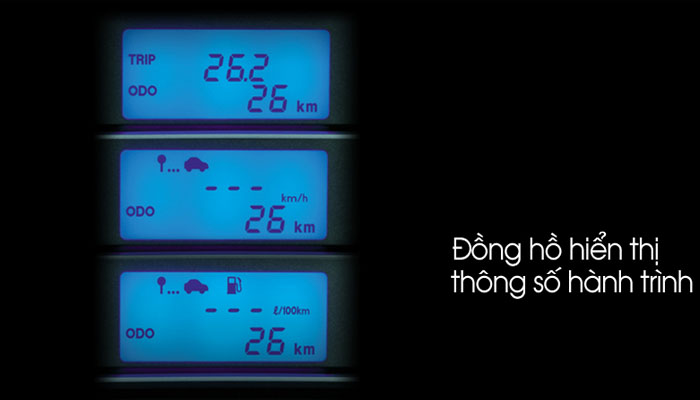 TRIP 26.2
ODO 26 km
--- km/h
ODO 26 km
--- ℓ/100km
ODO 26 km
Đồng hồ hiển thị
thông số hành trình